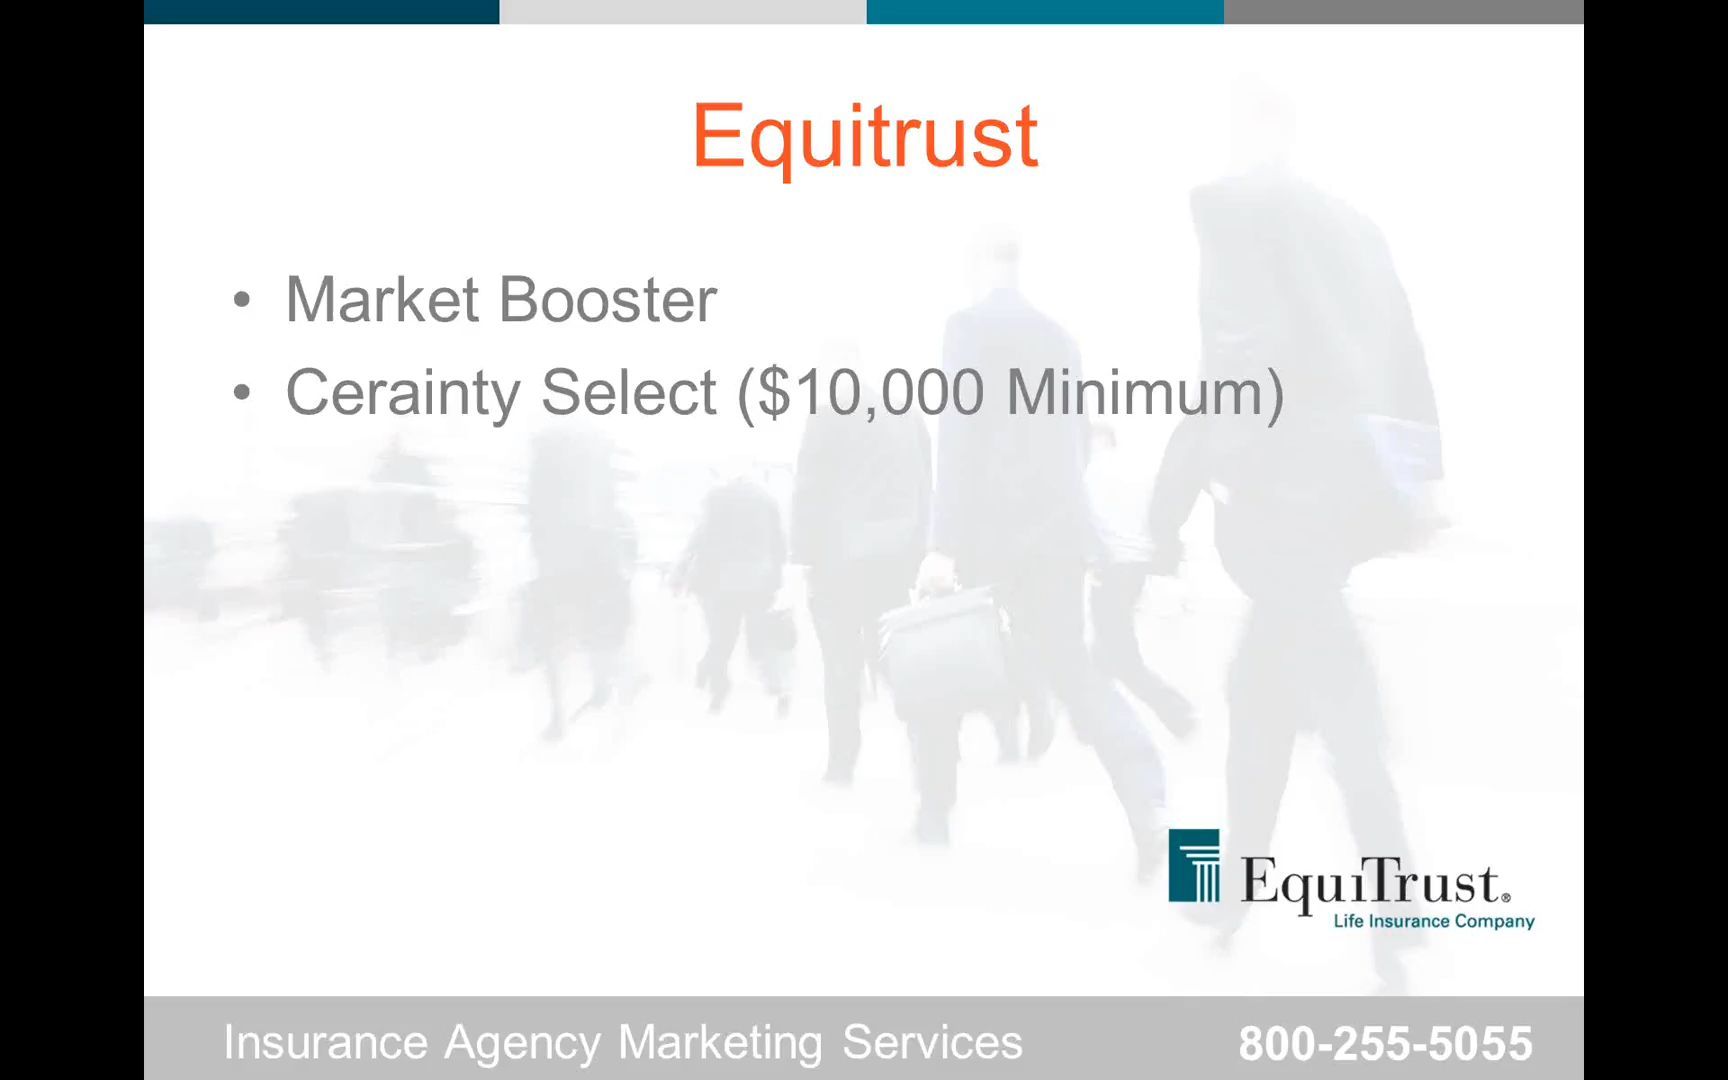 Equitrust
• Market Booster
• Cerainty Select ($10,000 Minimum)
EquiTrust®
Life Insurance Company
Insurance Agency Marketing Services 800-255-5055